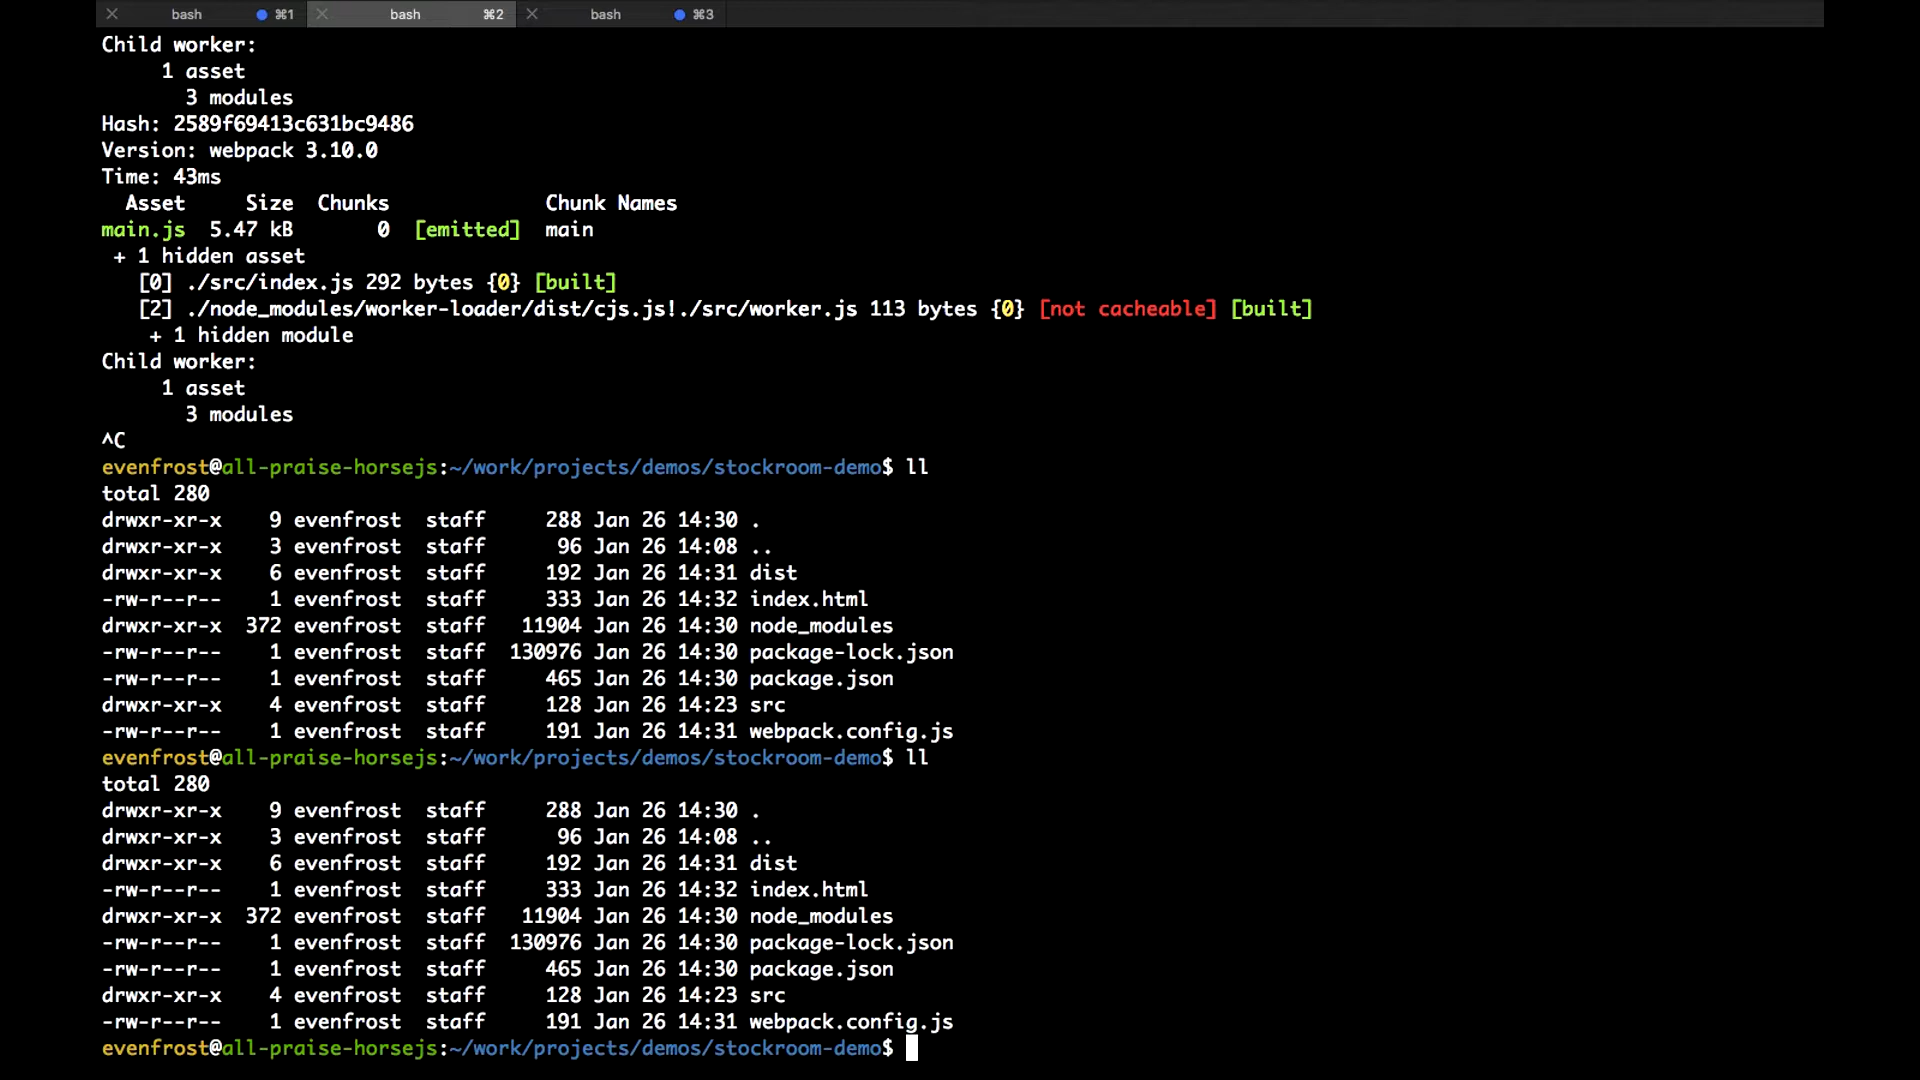 bash ⌘1 bash ⌘2 bash ⌘3
Child worker:
1 asset
3 modules
Hash: 2589f69413c631bc9486
Version: webpack 3.10.0
Time: 43ms
Asset Size Chunks Chunk Names
main.js 5.47 kB 0 [emitted] main
+ 1 hidden asset
[0] ./src/index.js 292 bytes {0} [built]
[2] ./node_modules/worker-loader/dist/cjs.js!./src/worker.js 113 bytes {0} [not cacheable] [built]
+ 1 hidden module
Child worker:
1 asset
3 modules
^C
evenfrost@all-praise-horsejs:~/work/projects/demos/stockroom-demo$ ll
total 280
drwxr-xr-x 9 evenfrost staff 288 Jan 26 14:30 .
drwxr-xr-x 3 evenfrost staff 96 Jan 26 14:08 ..
drwxr-xr-x 6 evenfrost staff 192 Jan 26 14:31 dist
-rw-r--r-- 1 evenfrost staff 333 Jan 26 14:32 index.html
drwxr-xr-x 372 evenfrost staff 11904 Jan 26 14:30 node_modules
-rw-r--r-- 1 evenfrost staff 130976 Jan 26 14:30 package-lock.json
-rw-r--r-- 1 evenfrost staff 465 Jan 26 14:30 package.json
drwxr-xr-x 4 evenfrost staff 128 Jan 26 14:23 src
-rw-r--r-- 1 evenfrost staff 191 Jan 26 14:31 webpack.config.js
evenfrost@all-praise-horsejs:~/work/projects/demos/stockroom-demo$ ll
total 280
drwxr-xr-x 9 evenfrost staff 288 Jan 26 14:30 .
drwxr-xr-x 3 evenfrost staff 96 Jan 26 14:08 ..
drwxr-xr-x 6 evenfrost staff 192 Jan 26 14:31 dist
-rw-r--r-- 1 evenfrost staff 333 Jan 26 14:32 index.html
drwxr-xr-x 372 evenfrost staff 11904 Jan 26 14:30 node_modules
-rw-r--r-- 1 evenfrost staff 130976 Jan 26 14:30 package-lock.json
-rw-r--r-- 1 evenfrost staff 465 Jan 26 14:30 package.json
drwxr-xr-x 4 evenfrost staff 128 Jan 26 14:23 src
-rw-r--r-- 1 evenfrost staff 191 Jan 26 14:31 webpack.config.js
evenfrost@all-praise-horsejs:~/work/projects/demos/stockroom-demo$